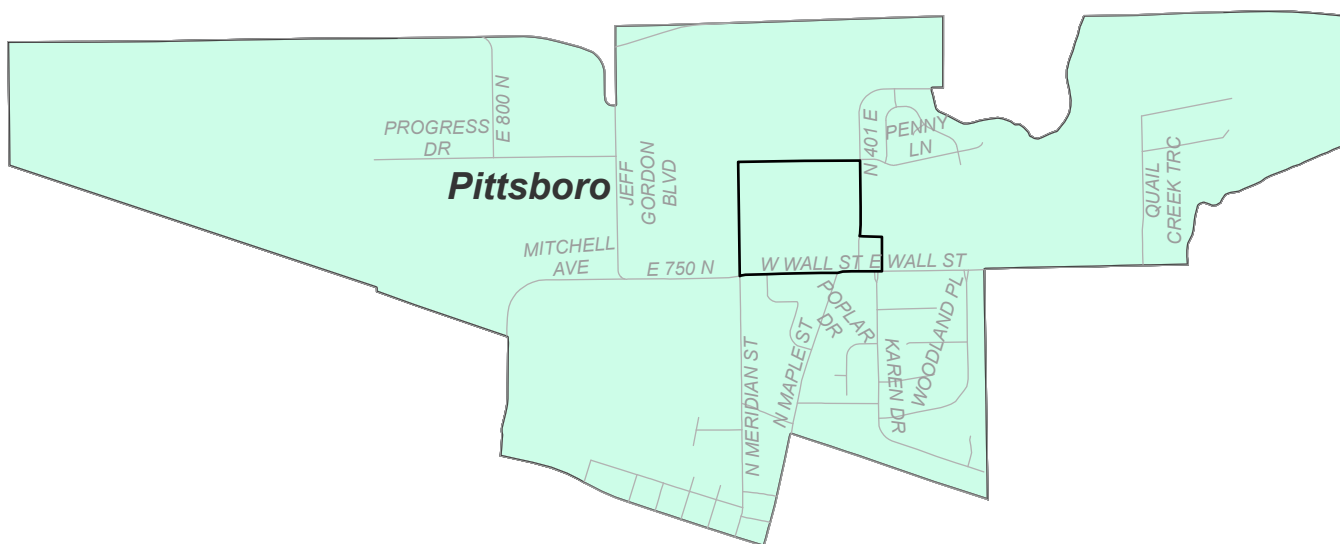 E 800 N
PROGRESS
DR
Pittsboro
JEFF
GORDON
BLVD
N 401 E
PENNY
LN
QUAIL
CREEK TRC
MITCHELL
AVE
E 750 N
W WALL ST
E WALL ST
POPLAR
DR
WOODLAND PL
N MAPLE ST
KAREN DR
N MERIDIAN ST